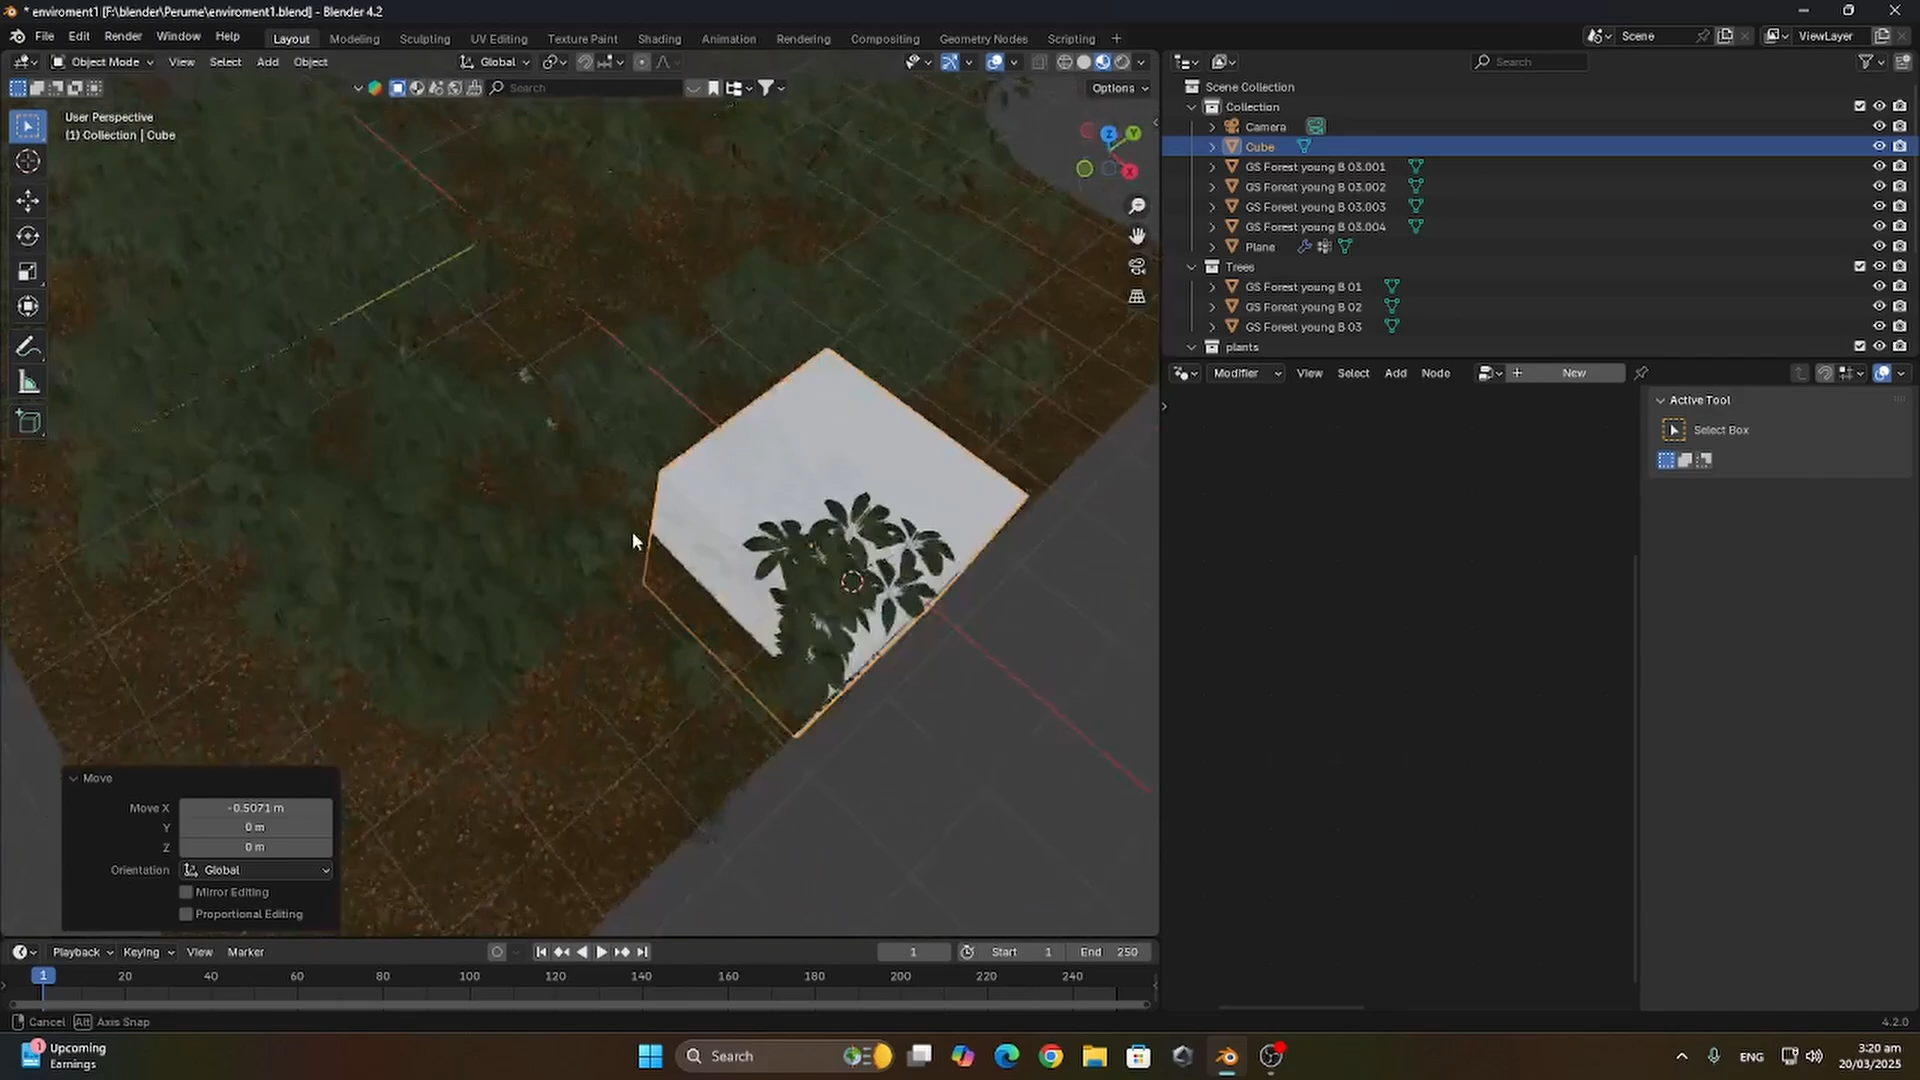 * enviroment1 [F:\blender\Perume\enviroment1.blend] - Blender 4.2
File Edit Render Window Help
Layout Modeling Sculpting UV Editing Texture Paint Shading Animation Rendering Compositing Geometry Nodes Scripting +
Scene
ViewLayer
Object Mode View Select Add Object
Global
Search
Search
Options
User Perspective
(1) Collection | Cube
Z
Y
X
Scene Collection
Collection
Camera
Cube
GS Forest young B 03.001
GS Forest young B 03.002
GS Forest young B 03.003
GS Forest young B 03.004
Plane
Trees
GS Forest young B 01
GS Forest young B 02
GS Forest young B 03
plants
Modifier View Select Add Node
New
Active Tool
Select Box
Move
Move X -0.5071 m
Y 0 m
Z 0 m
Orientation Global
Mirror Editing
Proportional Editing
Playback Keying View Marker
1
Start 1 End 250
1 20 40 60 80 100 120 140 160 180 200 220 240
Cancel Alt Axis Snap
4.2.0
1
Upcoming
Earnings
Search
ENG
3:20 am
20/03/2025